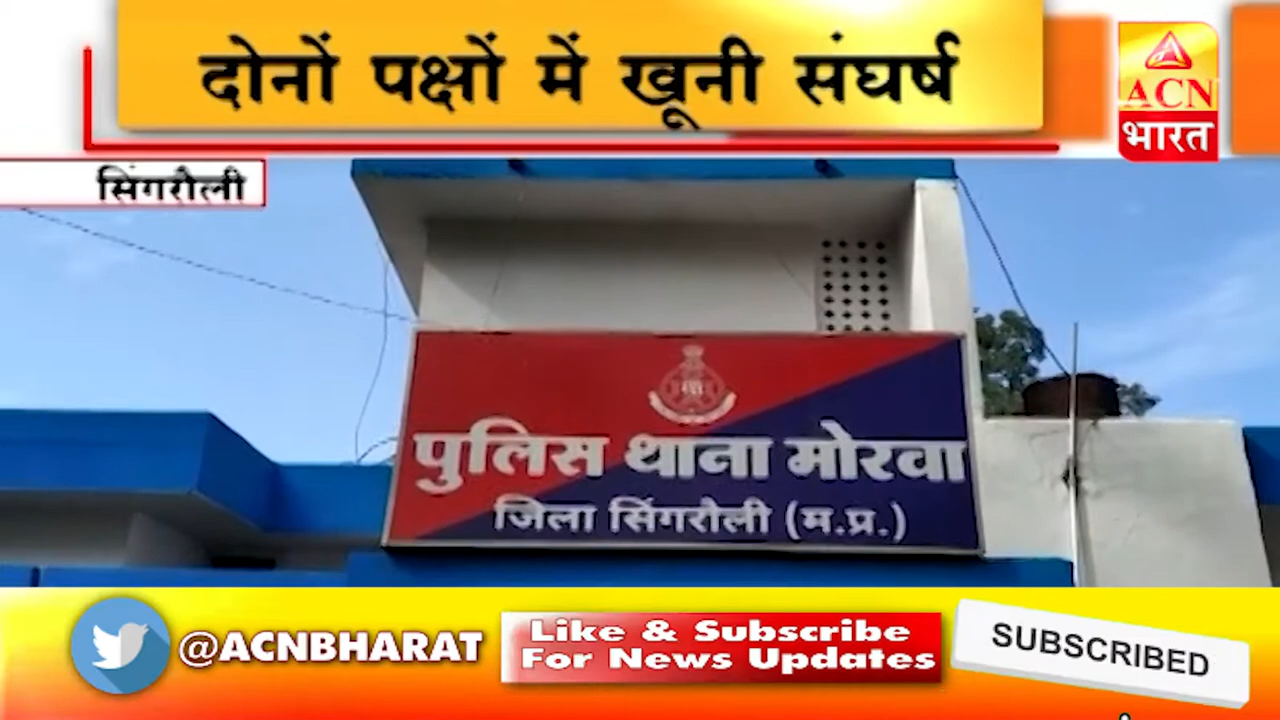 दोनों पक्षों में खूनी संघर्ष
ACN
भारत
सिंगरौली
पुलिस थाना मोरवा
जिला सिंगरौली (म.प्र.)
@ACNBHARAT
Like & Subscribe
For News Updates
SUBSCRIBED